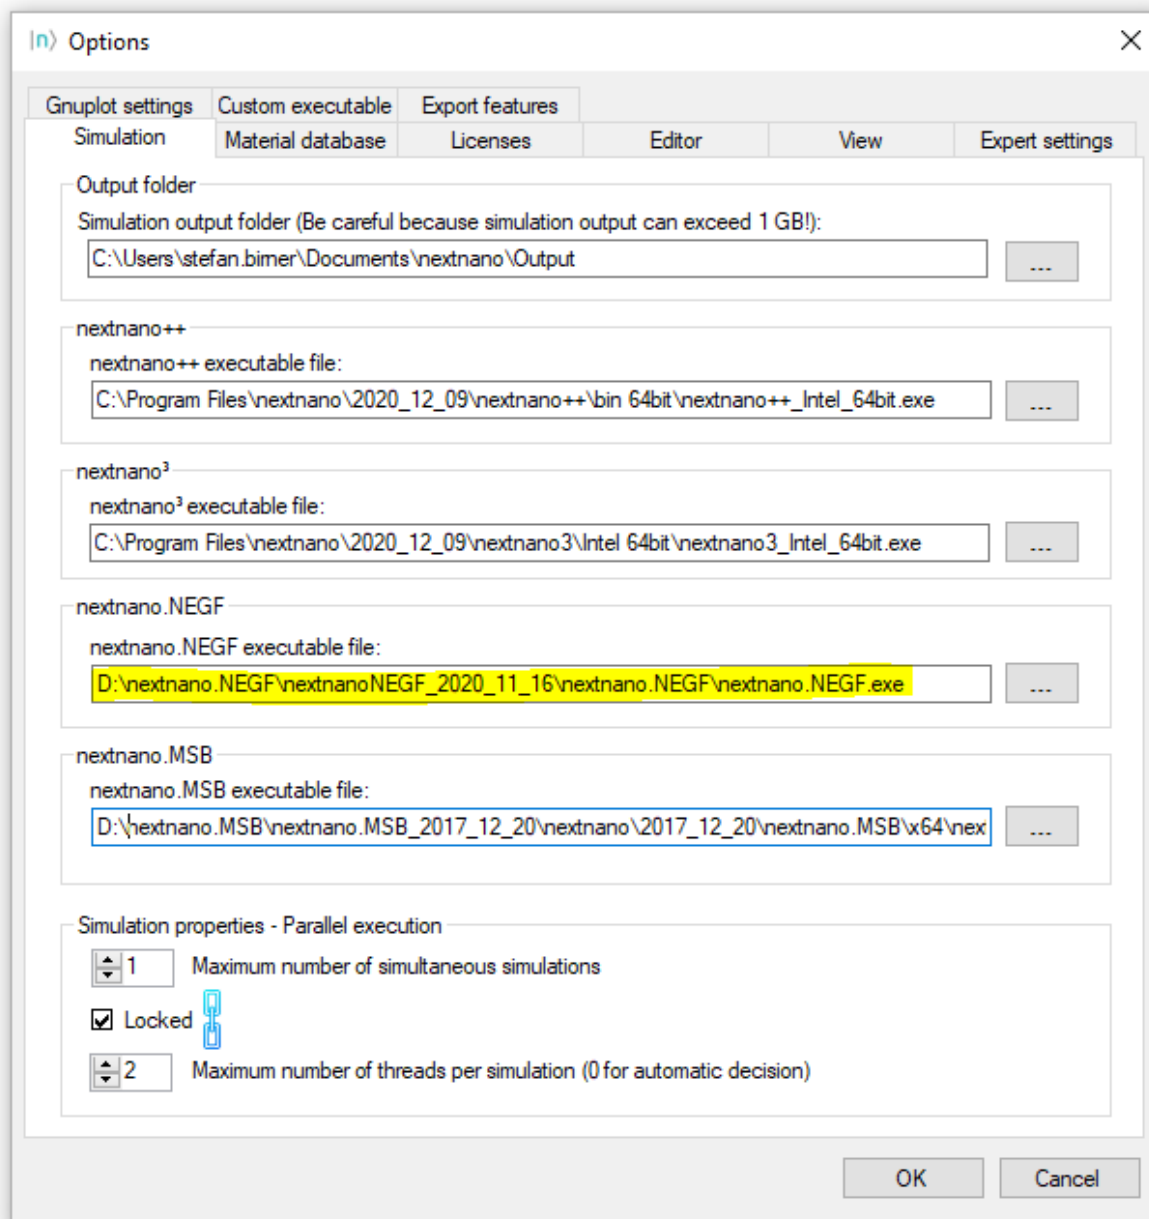 |n⟩ Options
Gnuplot settings Custom executable Export features
Simulation Material database Licenses Editor View Expert settings
Output folder
Simulation output folder (Be careful because simulation output can exceed 1 GB!):
C:\Users\stefan.birner\Documents\nextnano\Output
...
nextnano++
nextnano++ executable file:
C:\Program Files\nextnano\2020_12_09\nextnano++\bin 64bit\nextnano++_Intel_64bit.exe
...
nextnano³
nextnano³ executable file:
C:\Program Files\nextnano\2020_12_09\nextnano3\Intel 64bit\nextnano3_Intel_64bit.exe
...
nextnano.NEGF
nextnano.NEGF executable file:
D:\nextnano.NEGF\nextnanoNEGF_2020_11_16\nextnano.NEGF\nextnano.NEGF.exe
...
nextnano.MSB
nextnano.MSB executable file:
D:\nextnano.MSB\nextnano.MSB_2017_12_20\nextnano\2017_12_20\nextnano.MSB\x64\nex
...
Simulation properties - Parallel execution
1 Maximum number of simultaneous simulations
Locked
2 Maximum number of threads per simulation (0 for automatic decision)
OK Cancel